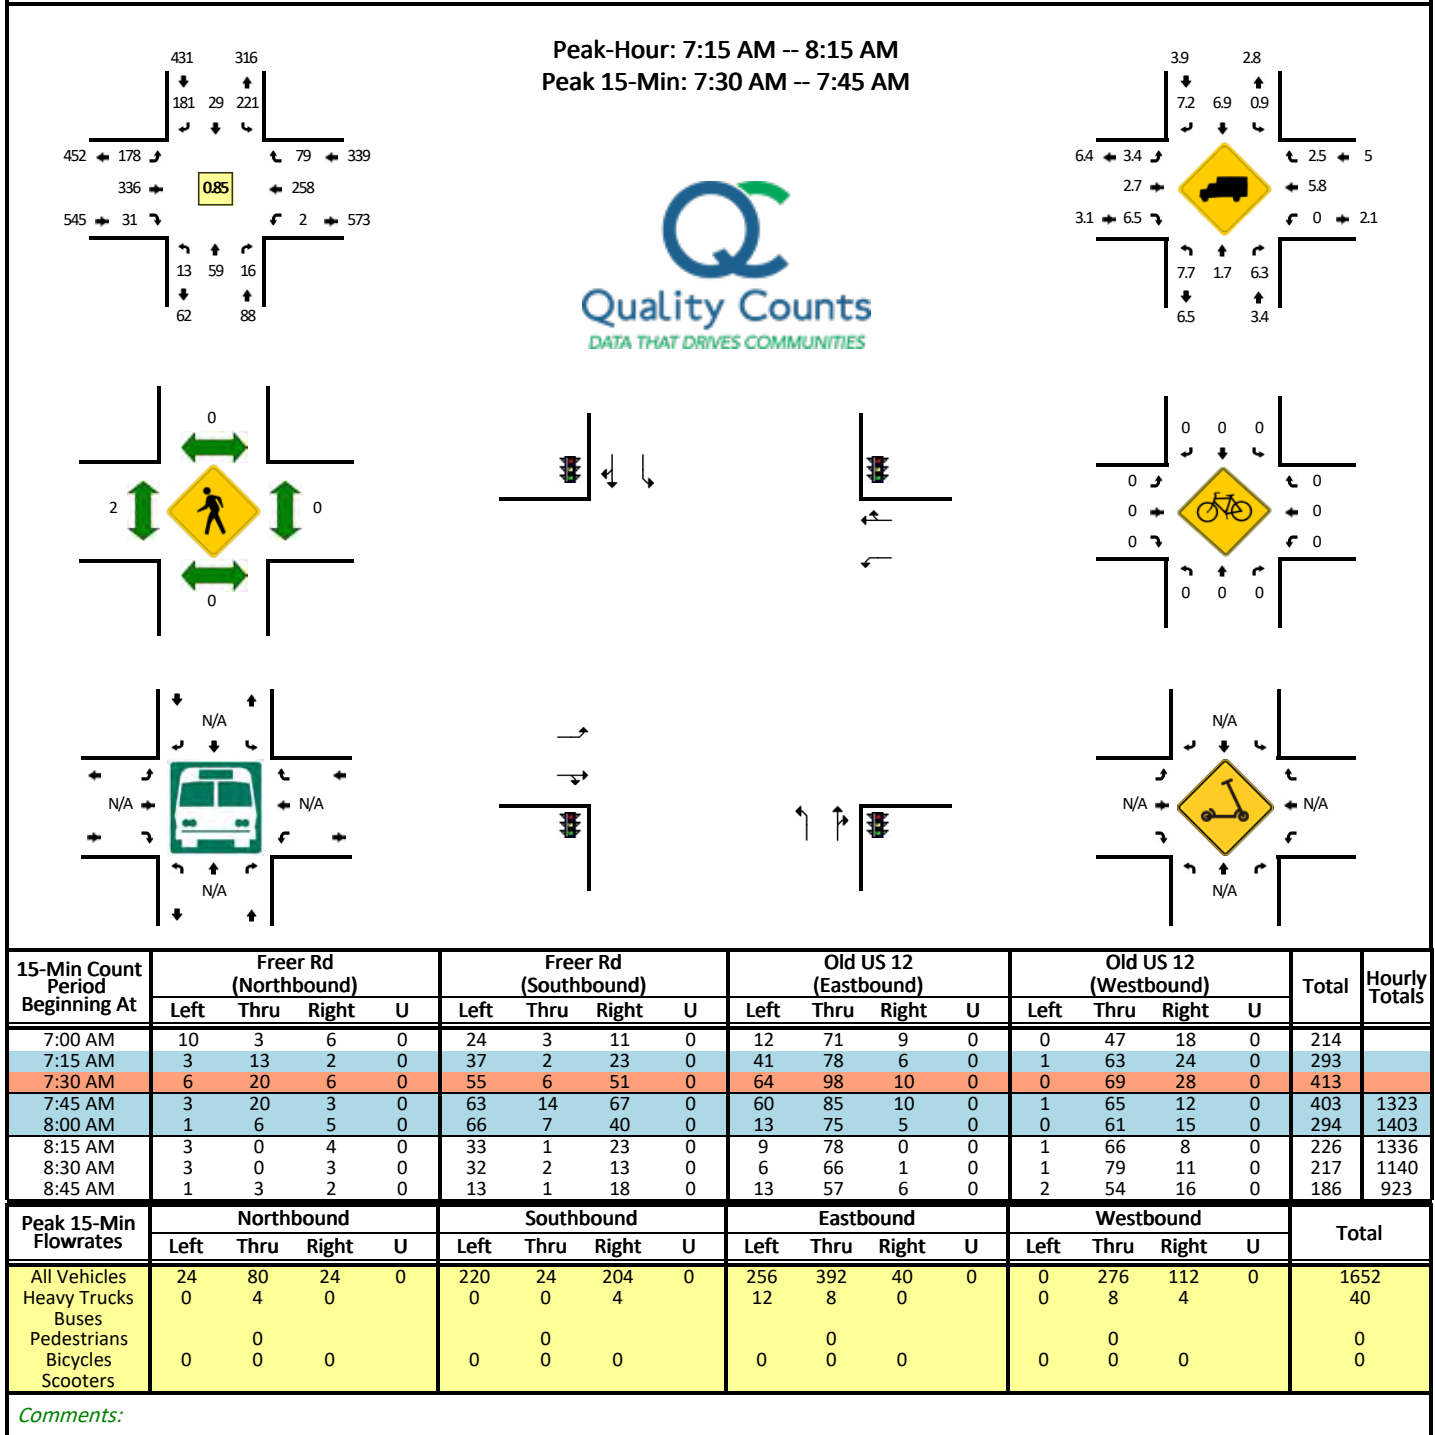 Peak-Hour: 7:15 AM -- 8:15 AM
Peak 15-Min: 7:30 AM -- 7:45 AM
431 316
181 29 221
452 178 79 339
336 0.85 258
545 31 2 573
13 59 16
62 88
3.9 2.8
7.2 6.9 0.9
6.4 3.4 2.5 5
2.7 5.8
3.1 6.5 0 2.1
7.7 1.7 6.3
6.5 3.4
QC
Quality Counts
DATA THAT DRIVES COMMUNITIES
0
2 0
0
0 0 0
0 0
0 0
0 0
0 0 0
N/A
N/A N/A
N/A
N/A
N/A N/A
N/A
15-Min Count Period Beginning At Freer Rd (Northbound) Freer Rd (Southbound) Old US 12 (Eastbound) Old US 12 (Westbound) Total Hourly Totals
Left Thru Right U Left Thru Right U Left Thru Right U Left Thru Right U
7:00 AM 10 3 6 0 24 3 11 0 12 71 9 0 0 47 18 0 214
7:15 AM 3 13 2 0 37 2 23 0 41 78 6 0 1 63 24 0 293
7:30 AM 6 20 6 0 55 6 51 0 64 98 10 0 0 69 28 0 413
7:45 AM 3 20 3 0 63 14 67 0 60 85 10 0 1 65 12 0 403 1323
8:00 AM 1 6 5 0 66 7 40 0 13 75 5 0 0 61 15 0 294 1403
8:15 AM 3 0 4 0 33 1 23 0 9 78 0 0 1 66 8 0 226 1336
8:30 AM 3 0 3 0 32 2 13 0 6 66 1 0 1 79 11 0 217 1140
8:45 AM 1 3 2 0 13 1 18 0 13 57 6 0 2 54 16 0 186 923
Peak 15-Min Flowrates Northbound Southbound Eastbound Westbound Total
Left Thru Right U Left Thru Right U Left Thru Right U Left Thru Right U
All Vehicles 24 80 24 0 220 24 204 0 256 392 40 0 0 276 112 0 1652
Heavy Trucks 0 4 0 0 0 4 12 8 0 0 8 4 40
Buses
Pedestrians 0 0 0 0 0
Bicycles 0 0 0 0 0 0 0 0 0 0 0 0 0
Scooters
Comments: